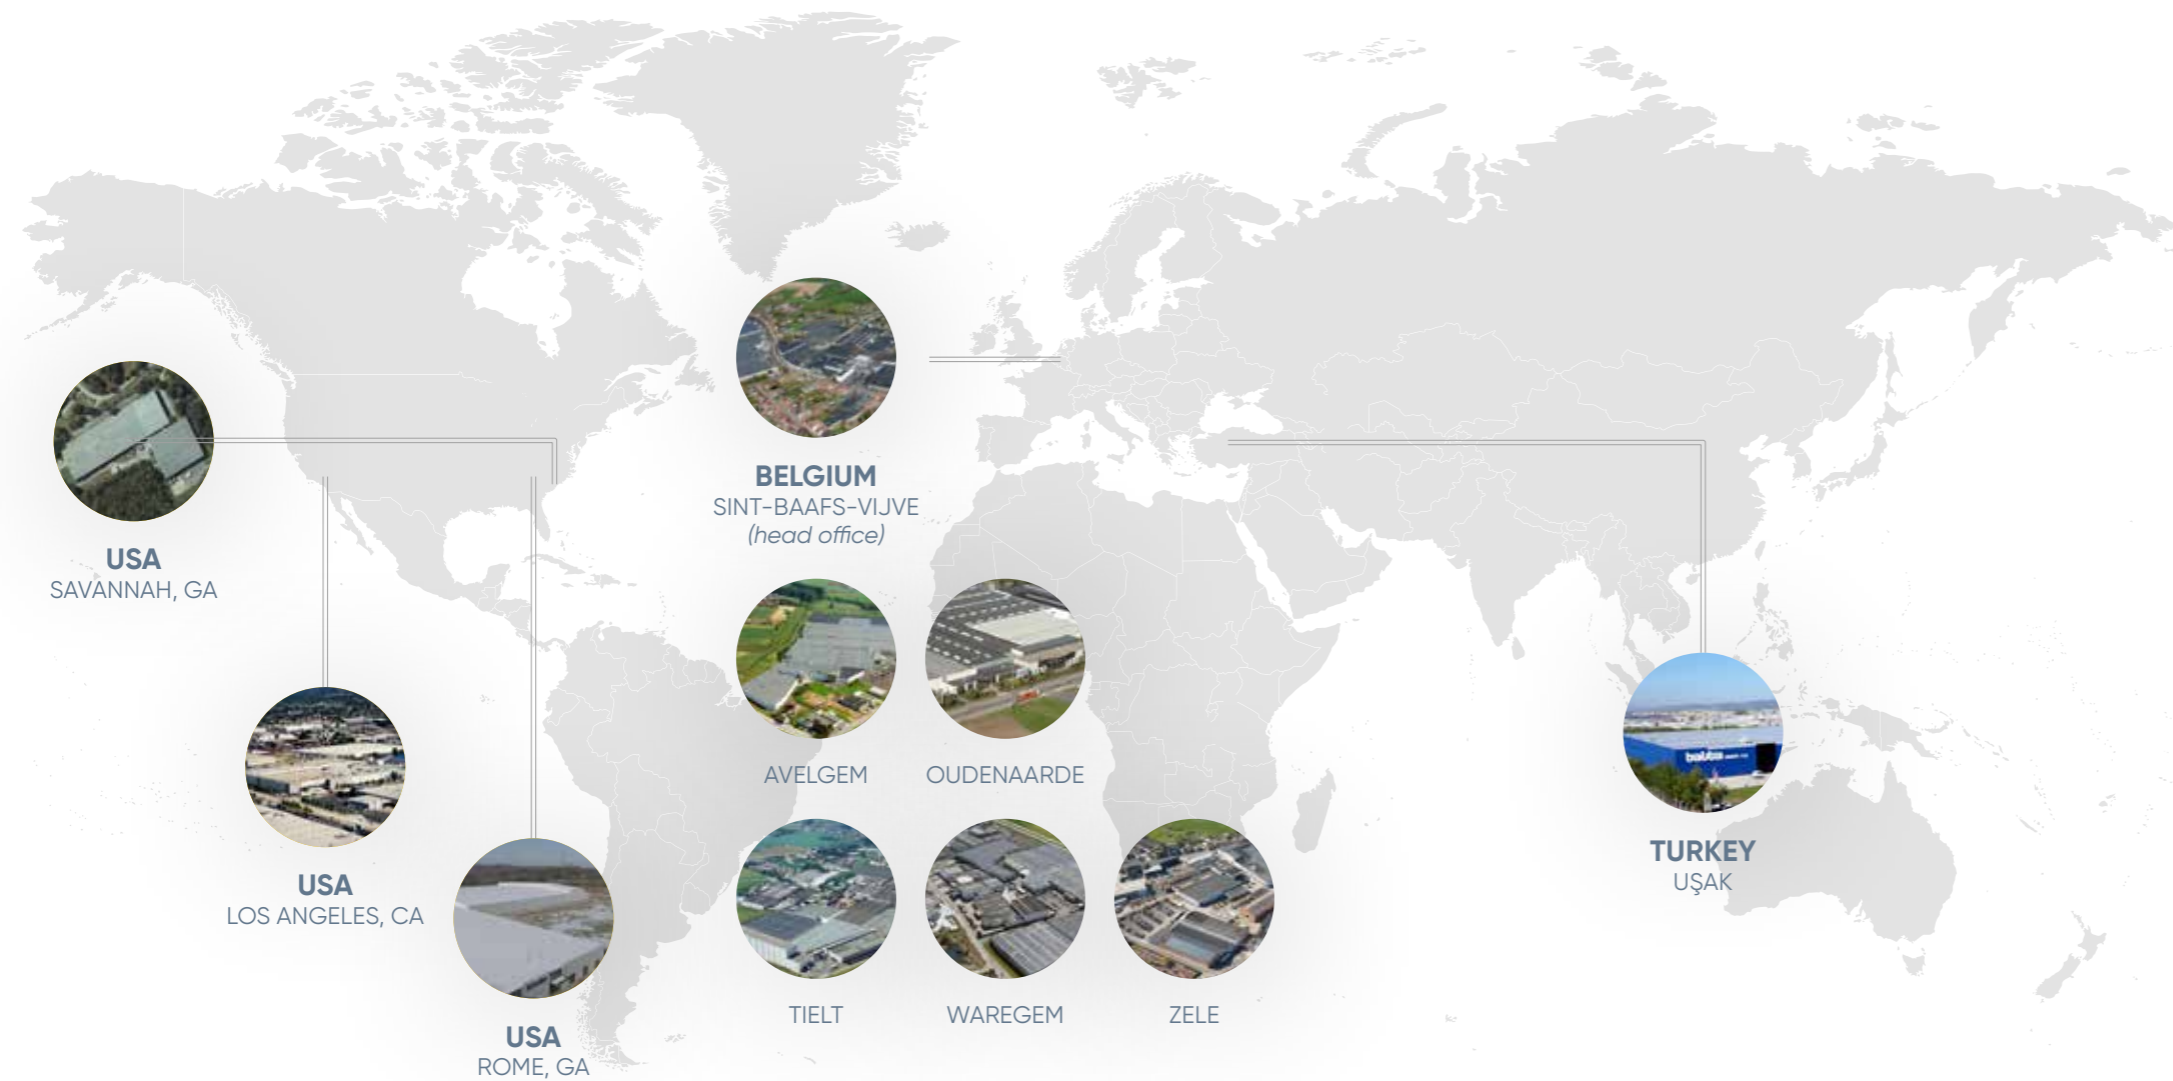 USA
SAVANNAH, GA
USA
LOS ANGELES, CA
USA
ROME, GA
BELGIUM
SINT-BAAFS-VIJVE
(head office)
AVELGEM
OUDENAARDE
TIELT
WAREGEM
ZELE
balta
TURKEY
UŞAK